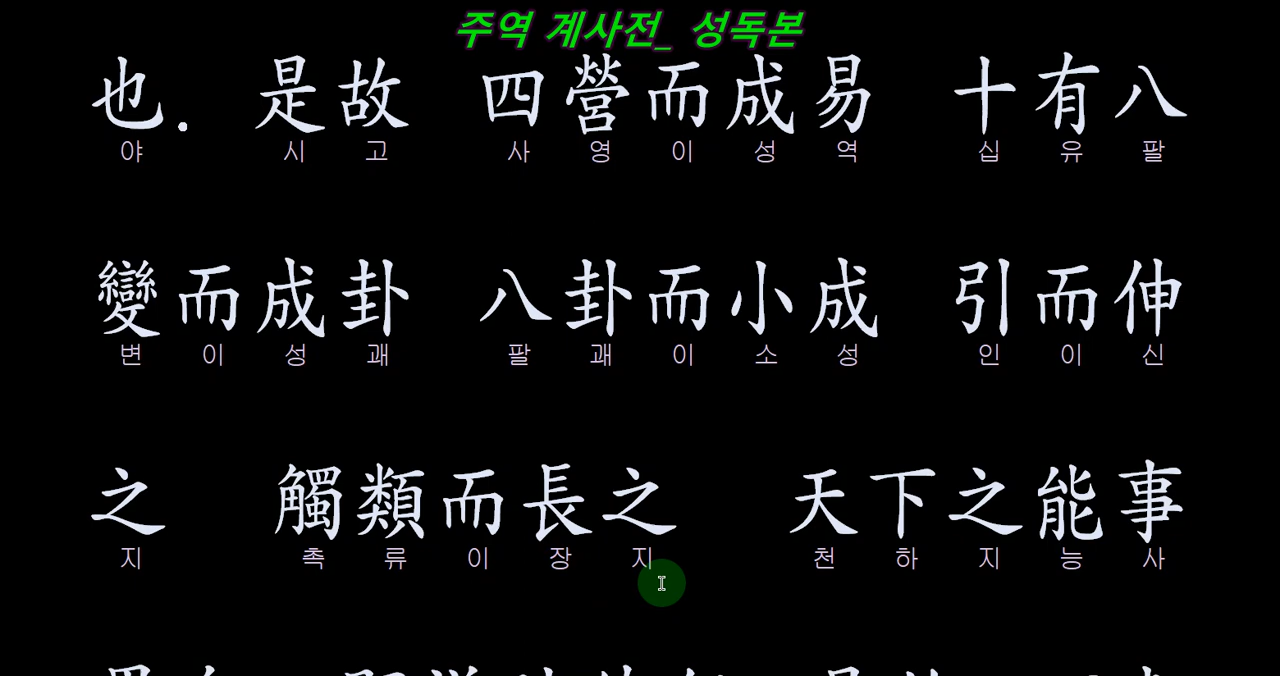 주역 계사전_ 성독본
也. 是故 四營而成易 十有八
야 시 고 사 영 이 성 역 십 유 팔
變而成卦 八卦而小成 引而伸
변 이 성 괘 팔 괘 이 소 성 인 이 신
之 觸類而長之 天下之能事
지 촉 류 이 장 지 천 하 지 능 사